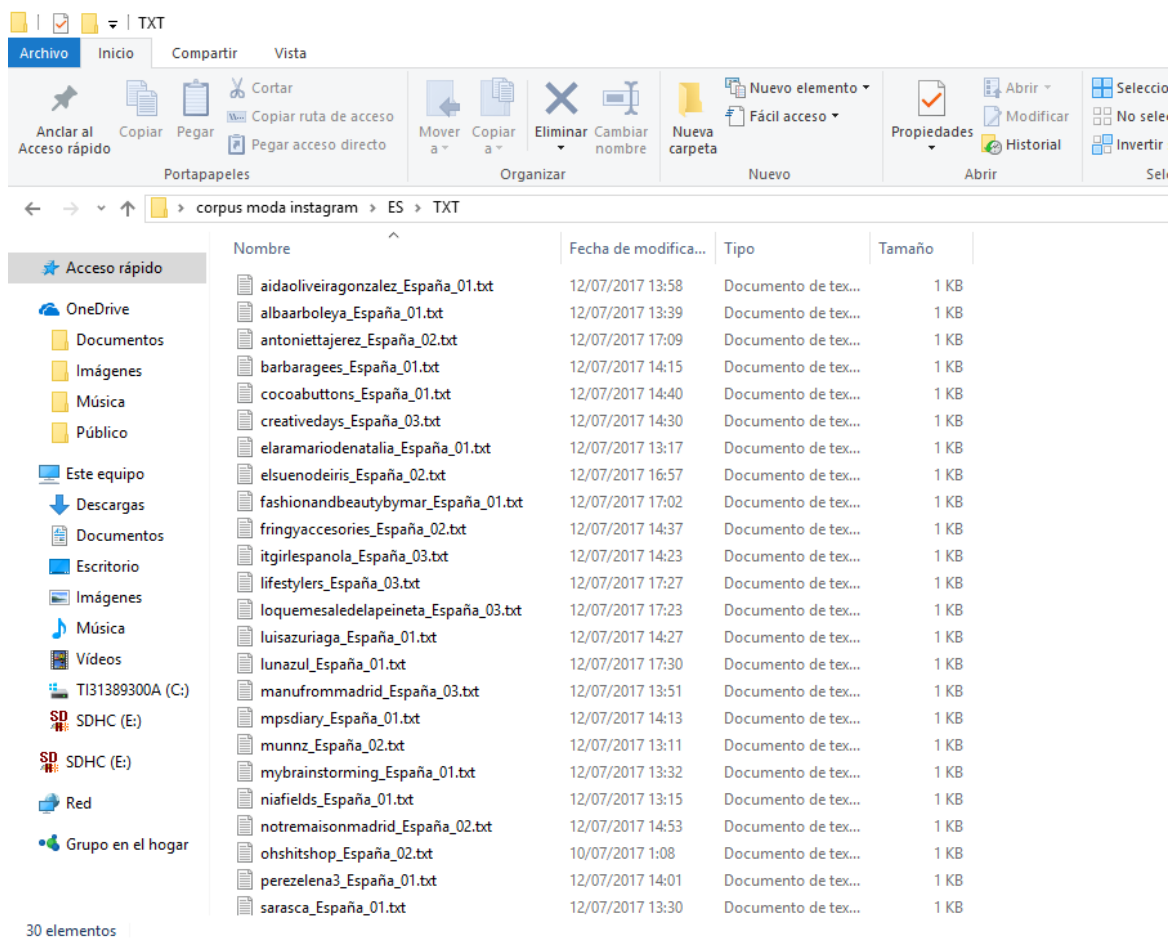 TXT
Archivo Inicio Compartir Vista
Anclar al Acceso rápido
Copiar
Pegar
Cortar
Copiar ruta de acceso
Pegar acceso directo
Portapapeles
Mover a
Copiar a
Eliminar
Cambiar nombre
Organizar
Nueva carpeta
Nuevo elemento
Fácil acceso
Nuevo
Propiedades
Abrir
Modificar
Historial
Abrir
Seleccio
No sele
Invertir
Sel
corpus moda instagram > ES > TXT
Acceso rápido
OneDrive
Documentos
Imágenes
Música
Público
Este equipo
Descargas
Documentos
Escritorio
Imágenes
Música
Vídeos
TI31389300A (C:)
SD SDHC (E:)
SD SDHC (E:)
Red
Grupo en el hogar
Nombre Fecha de modifica... Tipo Tamaño
aidaoliveiragonzalez_España_01.txt 12/07/2017 13:58 Documento de tex... 1 KB
albaarboleya_España_01.txt 12/07/2017 13:39 Documento de tex... 1 KB
antoniettajerez_España_02.txt 12/07/2017 17:09 Documento de tex... 1 KB
barbaragees_España_01.txt 12/07/2017 14:15 Documento de tex... 1 KB
cocoabuttons_España_01.txt 12/07/2017 14:40 Documento de tex... 1 KB
creativedays_España_03.txt 12/07/2017 14:30 Documento de tex... 1 KB
elaramariodenatalia_España_01.txt 12/07/2017 13:17 Documento de tex... 1 KB
elsuenodeiris_España_02.txt 12/07/2017 16:57 Documento de tex... 1 KB
fashionandbeautybymar_España_01.txt 12/07/2017 17:02 Documento de tex... 1 KB
fringyaccesories_España_02.txt 12/07/2017 14:37 Documento de tex... 1 KB
itgirlespanola_España_03.txt 12/07/2017 14:23 Documento de tex... 1 KB
lifestylers_España_03.txt 12/07/2017 17:27 Documento de tex... 1 KB
loquemesaledelapeineta_España_03.txt 12/07/2017 17:23 Documento de tex... 1 KB
luisazuriaga_España_01.txt 12/07/2017 14:27 Documento de tex... 1 KB
lunazul_España_01.txt 12/07/2017 17:30 Documento de tex... 1 KB
manufrommadrid_España_03.txt 12/07/2017 13:51 Documento de tex... 1 KB
mpsdiary_España_01.txt 12/07/2017 14:13 Documento de tex... 1 KB
munnz_España_02.txt 12/07/2017 13:11 Documento de tex... 1 KB
mybrainstorming_España_01.txt 12/07/2017 13:32 Documento de tex... 1 KB
niafields_España_01.txt 12/07/2017 13:15 Documento de tex... 1 KB
notremaisonmadrid_España_02.txt 12/07/2017 14:53 Documento de tex... 1 KB
ohshitshop_España_02.txt 10/07/2017 1:08 Documento de tex... 1 KB
perezelena3_España_01.txt 12/07/2017 14:01 Documento de tex... 1 KB
sarasca_España_01.txt 12/07/2017 13:30 Documento de tex... 1 KB
30 elementos